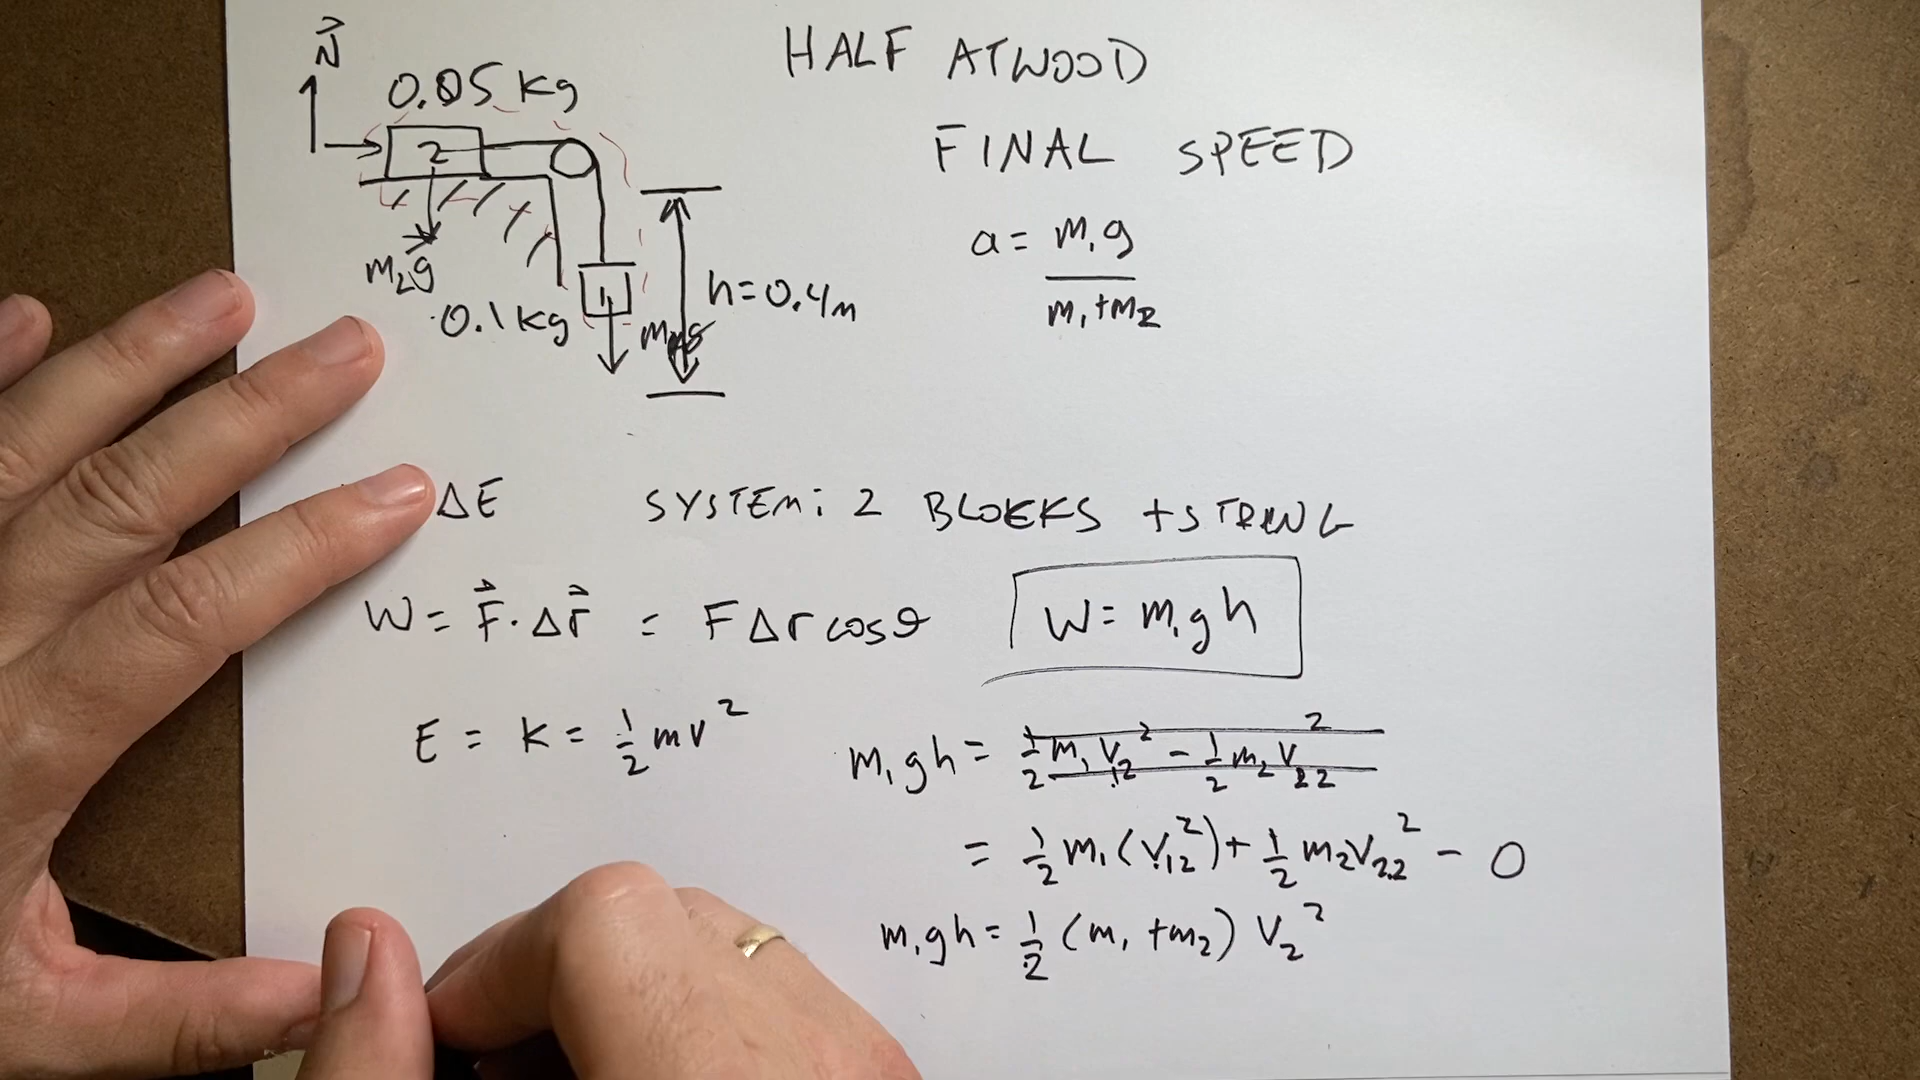 HALF ATWOOD
FINAL SPEED
N⃗
0.05 kg
2
m₂g
0.1 kg
1
h=0.4m
a = m₁g / m₁+m₂
ΔE
SYSTEM: 2 BLOCKS + STRING
W = F⃗ · Δr⃗ = F Δr cosθ
W = m₁gh
E = K = ½ mv²
m₁gh = ½ m₁ v₁₂² − ½ m₂ v₂₂²
= ½ m₁ (v₁₂²) + ½ m₂v₂₂² − 0
m₁gh = ½ (m₁ + m₂) v₂²